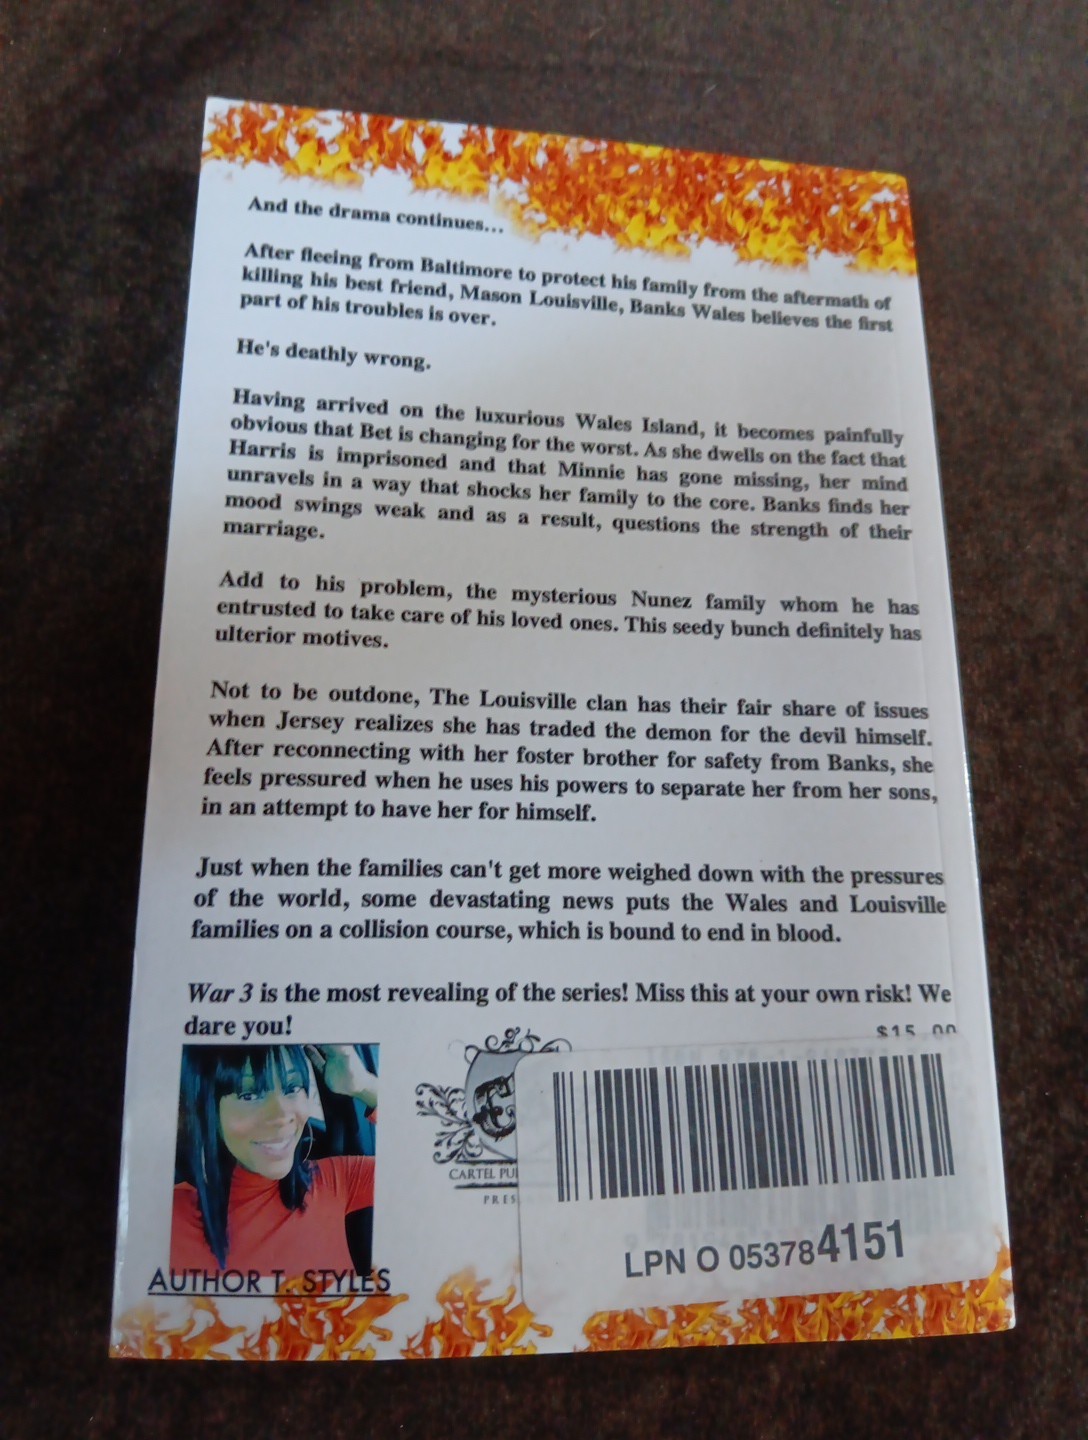 And the drama continues...
After fleeing from Baltimore to protect his family from the aftermath of
killing his best friend, Mason Louisville, Banks Wales believes the first
part of his troubles is over.
He's deathly wrong.
Having arrived on the luxurious Wales Island, it becomes painfully
obvious that Bet is changing for the worst. As she dwells on the fact that
Harris is imprisoned and that Minnie has gone missing, her mind
unravels in a way that shocks her family to the core. Banks finds her
mood swings weak and as a result, questions the strength of their
marriage.
Add to his problem, the mysterious Nunez family whom he has
entrusted to take care of his loved ones. This seedy bunch definitely has
ulterior motives.
Not to be outdone, The Louisville clan has their fair share of issues
when Jersey realizes she has traded the demon for the devil himself.
After reconnecting with her foster brother for safety from Banks, she
feels pressured when he uses his powers to separate her from her sons,
in an attempt to have her for himself.
Just when the families can't get more weighed down with the pressures
of the world, some devastating news puts the Wales and Louisville
families on a collision course, which is bound to end in blood.
War 3 is the most revealing of the series! Miss this at your own risk! We
dare you!
$15.00
CARTEL PU
PRES
LPN O 053784151
AUTHOR T. STYLES